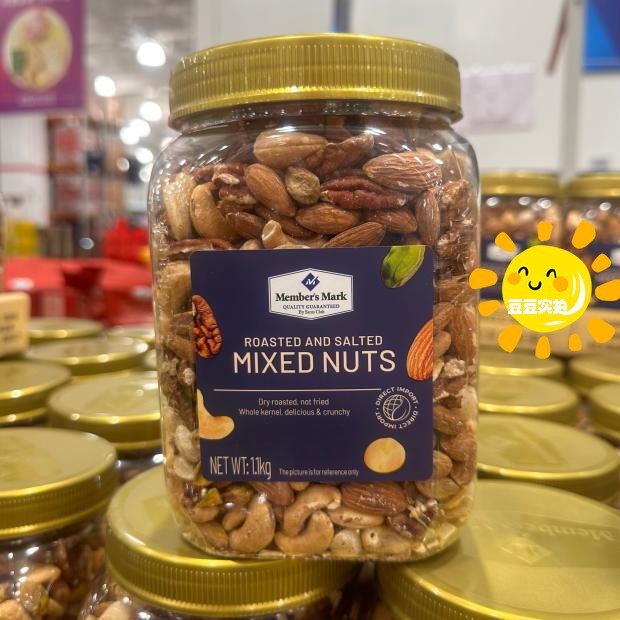 Member's Mark
QUALITY GUARANTEED
By Sam's Club
ROASTED AND SALTED
MIXED NUTS
Dry roasted, not fried
Whole kernel, delicious & crunchy
DIRECT IMPORT • DIRECT IMPORT •
NET WT: 1.1kg
The picture is for reference only
豆豆实拍
Member's